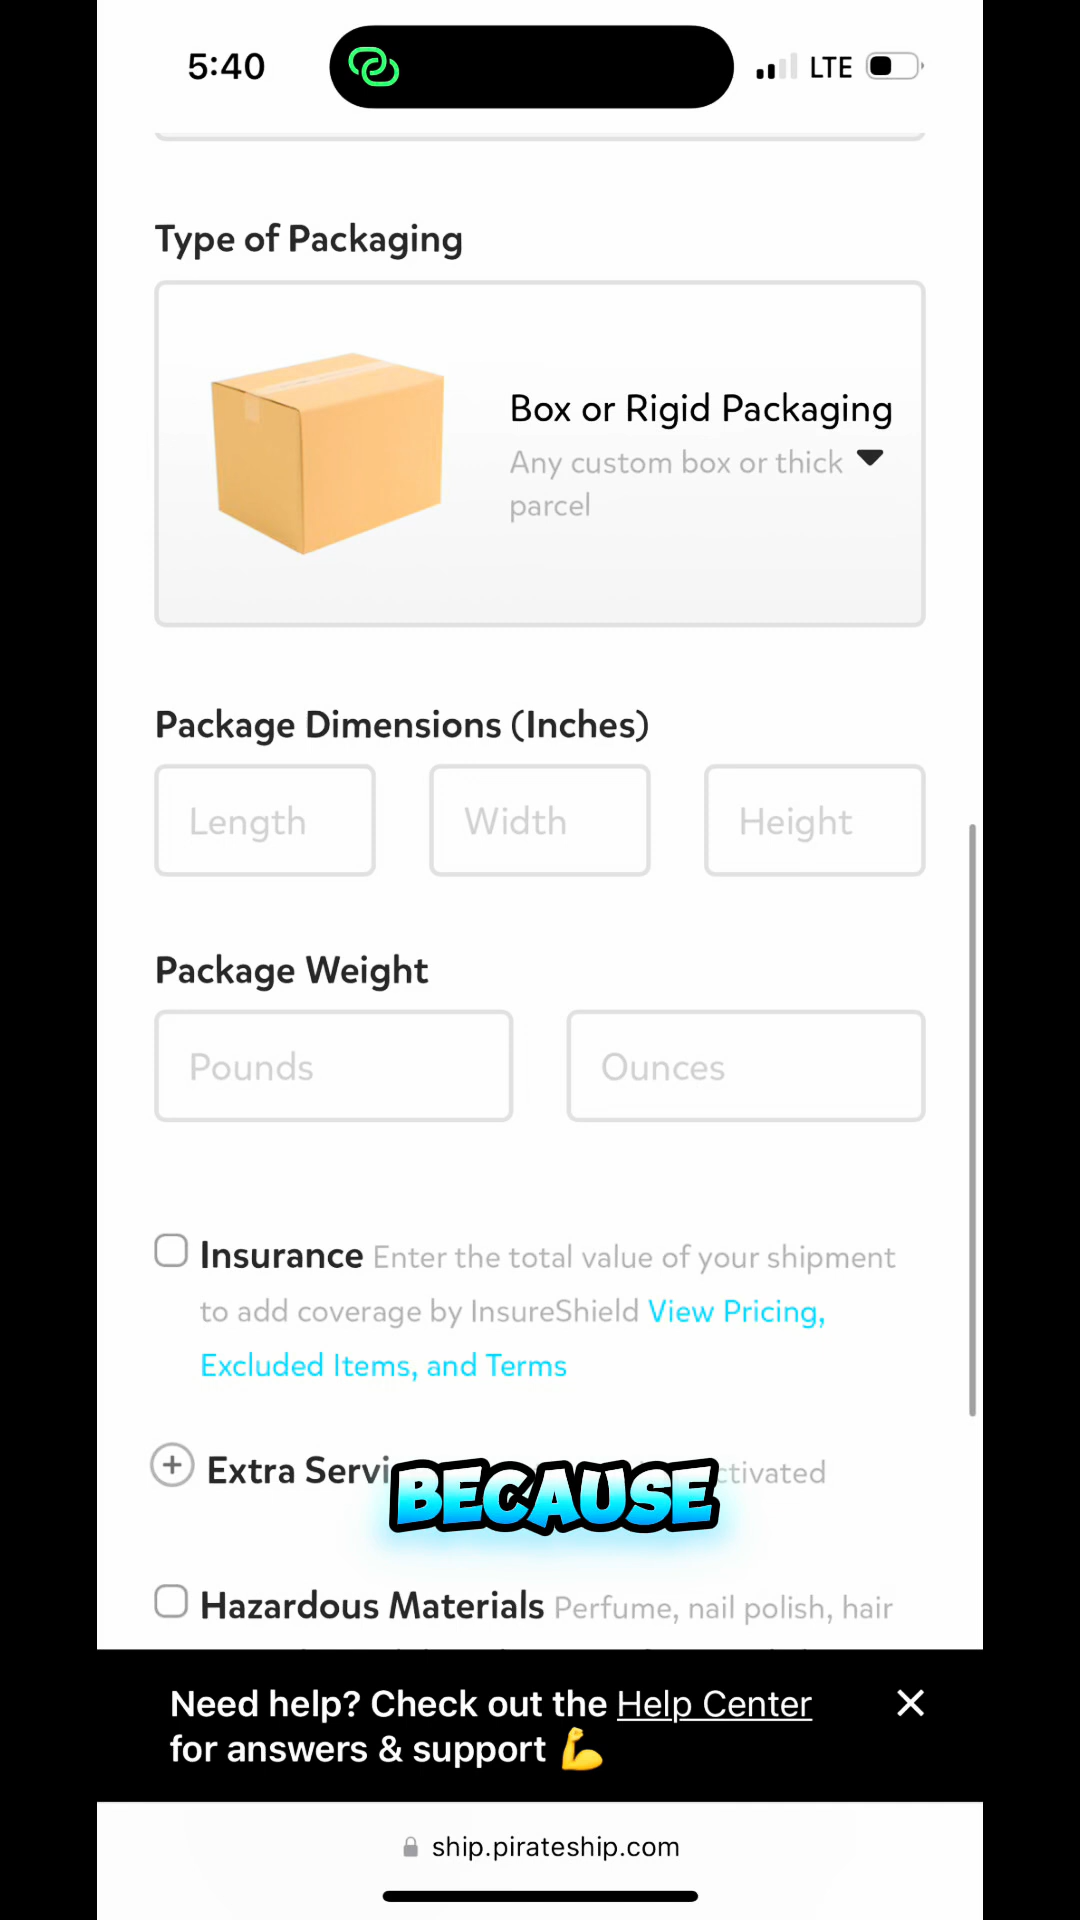 5:40
LTE
Type of Packaging
Box or Rigid Packaging
Any custom box or thick
parcel
Package Dimensions (Inches)
Length Width Height
Package Weight
Pounds Ounces
Insurance Enter the total value of your shipment
to add coverage by InsureShield View Pricing,
Excluded Items, and Terms
Extra
BECAUSE
Hazardous Materials Perfume, nail polish, hair
Need help? Check out the Help Center
for answers & support 💪
ship.pirateship.com